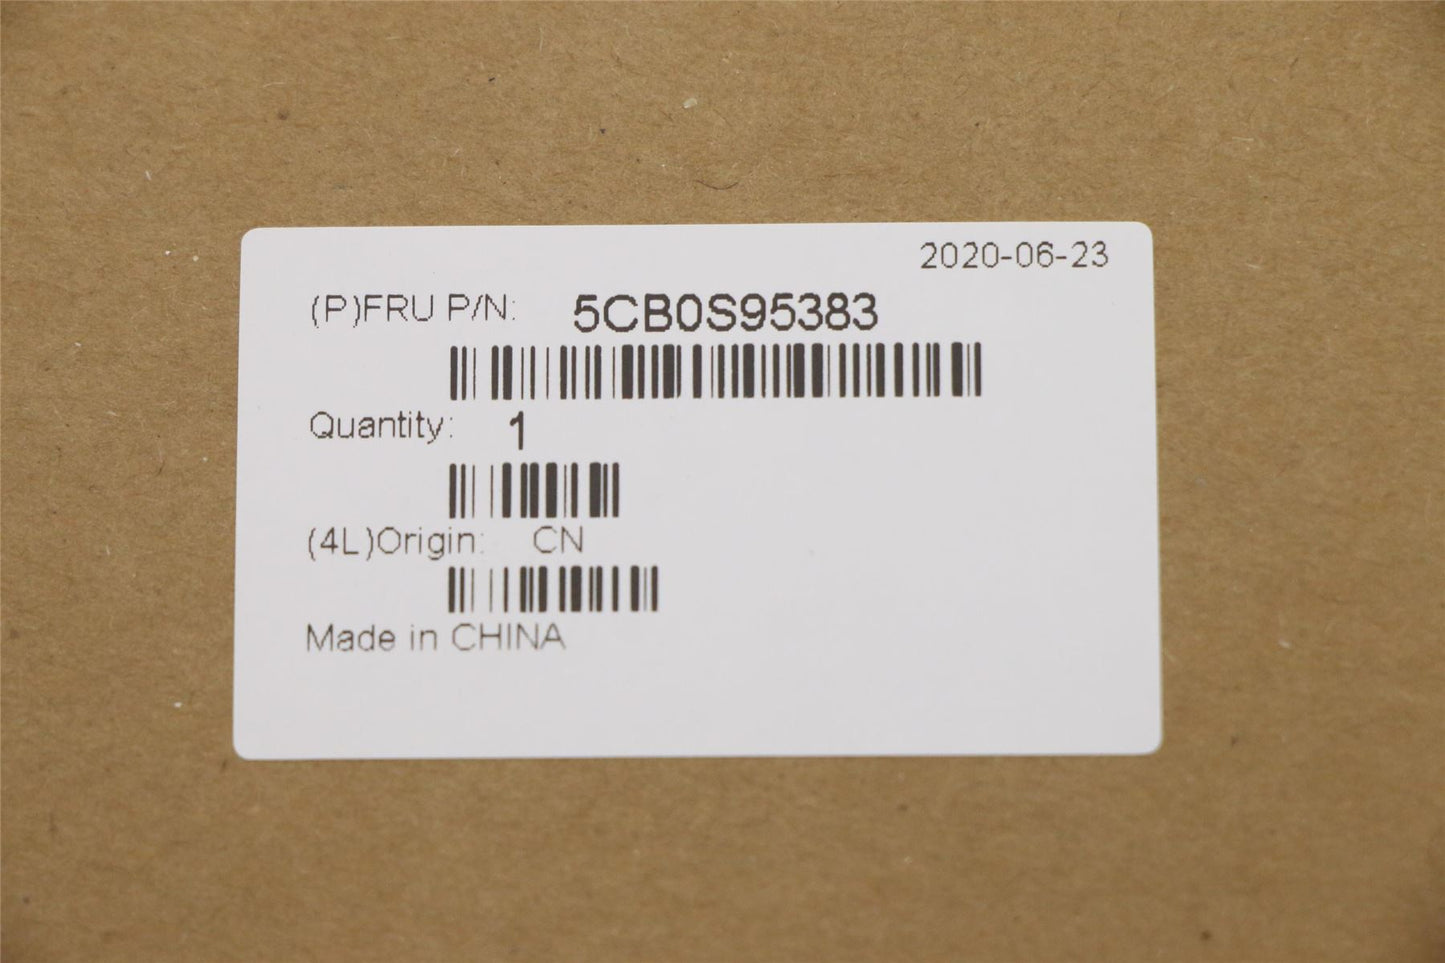 2020-06-23
(P)FRU P/N: 5CB0S95383
Quantity: 1
(4L)Origin: CN
Made in CHINA